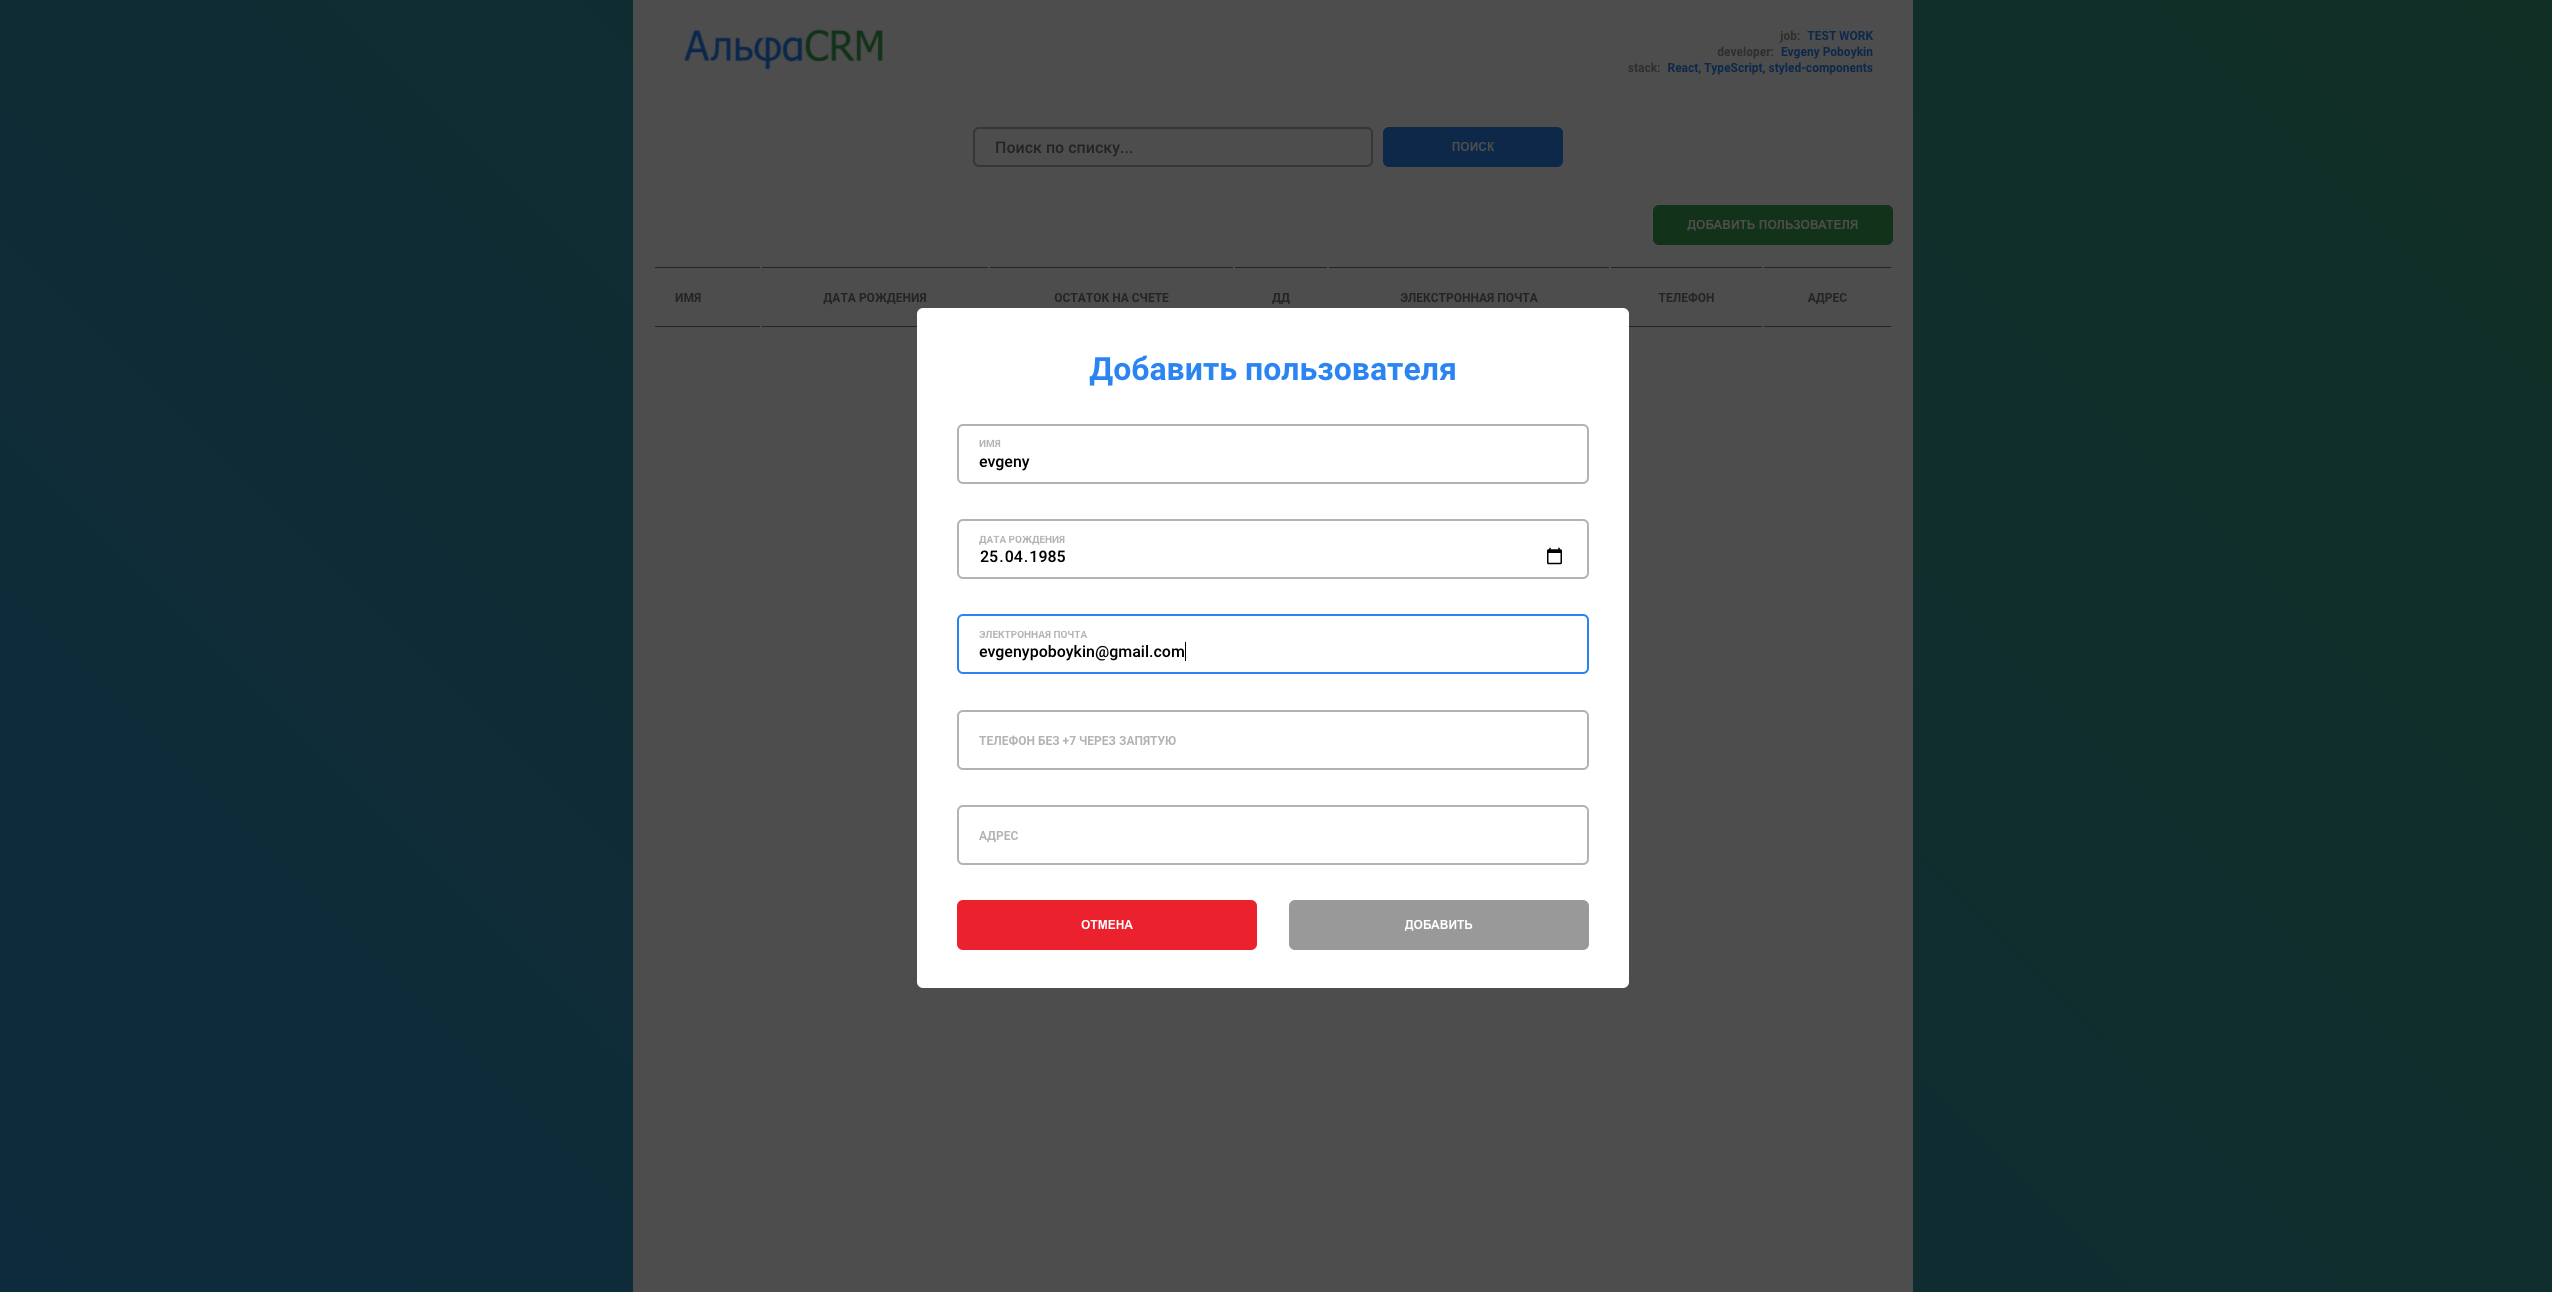 АльфаCRM
job: TEST WORK
developer: Evgeny Poboykin
stack: React, TypeScript, styled-components
Поиск по списку...
ПОИСК
ДОБАВИТЬ ПОЛЬЗОВАТЕЛЯ
ИМЯ ДАТА РОЖДЕНИЯ ОСТАТОК НА СЧЕТЕ ДД ЭЛЕКСТРОННАЯ ПОЧТА ТЕЛЕФОН АДРЕС
Добавить пользователя
ИМЯ
evgeny
ДАТА РОЖДЕНИЯ
25.04.1985
ЭЛЕКТРОННАЯ ПОЧТА
evgenypoboykin@gmail.com
ТЕЛЕФОН БЕЗ +7 ЧЕРЕЗ ЗАПЯТУЮ
АДРЕС
ОТМЕНА
ДОБАВИТЬ